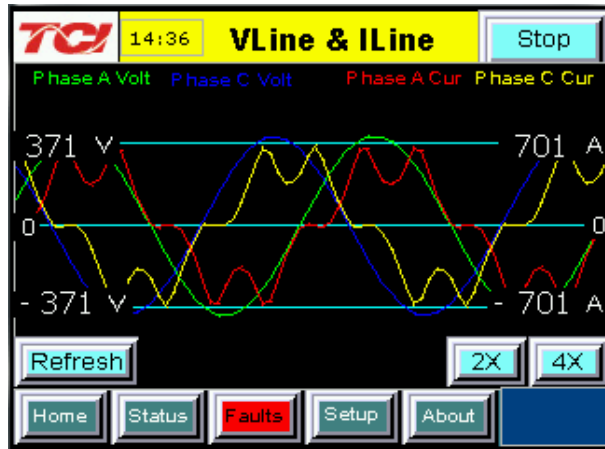 TCI 14:36 VLine & ILine Stop
Phase A Volt Phase C Volt Phase A Cur Phase C Cur
371 V 701 A
0 0
- 371 V - 701 A
Refresh 2X 4X
Home Status Faults Setup About